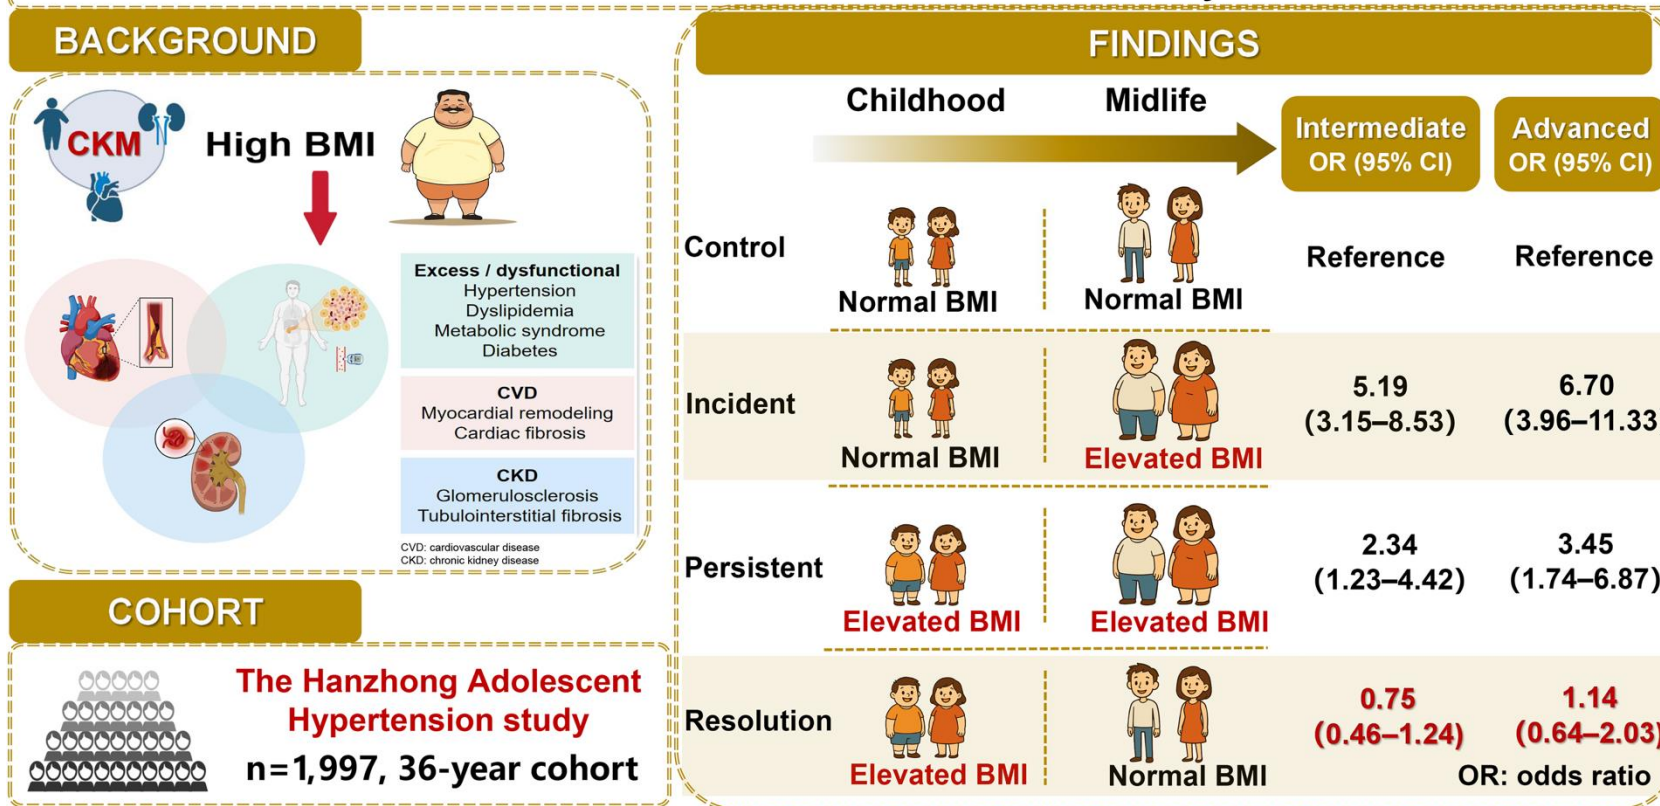 BACKGROUND
CKM
High BMI
Excess / dysfunctional
Hypertension
Dyslipidemia
Metabolic syndrome
Diabetes
CVD
Myocardial remodeling
Cardiac fibrosis
CKD
Glomerulosclerosis
Tubulointerstitial fibrosis
CVD: cardiovascular disease
CKD: chronic kidney disease
COHORT
The Hanzhong Adolescent
Hypertension study
n=1,997, 36-year cohort
FINDINGS
Childhood Midlife
Intermediate
OR (95% CI)
Advanced
OR (95% CI)
Control
Normal BMI
Normal BMI
Reference
Reference
Incident
Normal BMI
Elevated BMI
5.19
(3.15–8.53)
6.70
(3.96–11.33
Persistent
Elevated BMI
Elevated BMI
2.34
(1.23–4.42)
3.45
(1.74–6.87)
Resolution
Elevated BMI
Normal BMI
0.75
(0.46–1.24)
1.14
(0.64–2.03)
OR: odds ratio